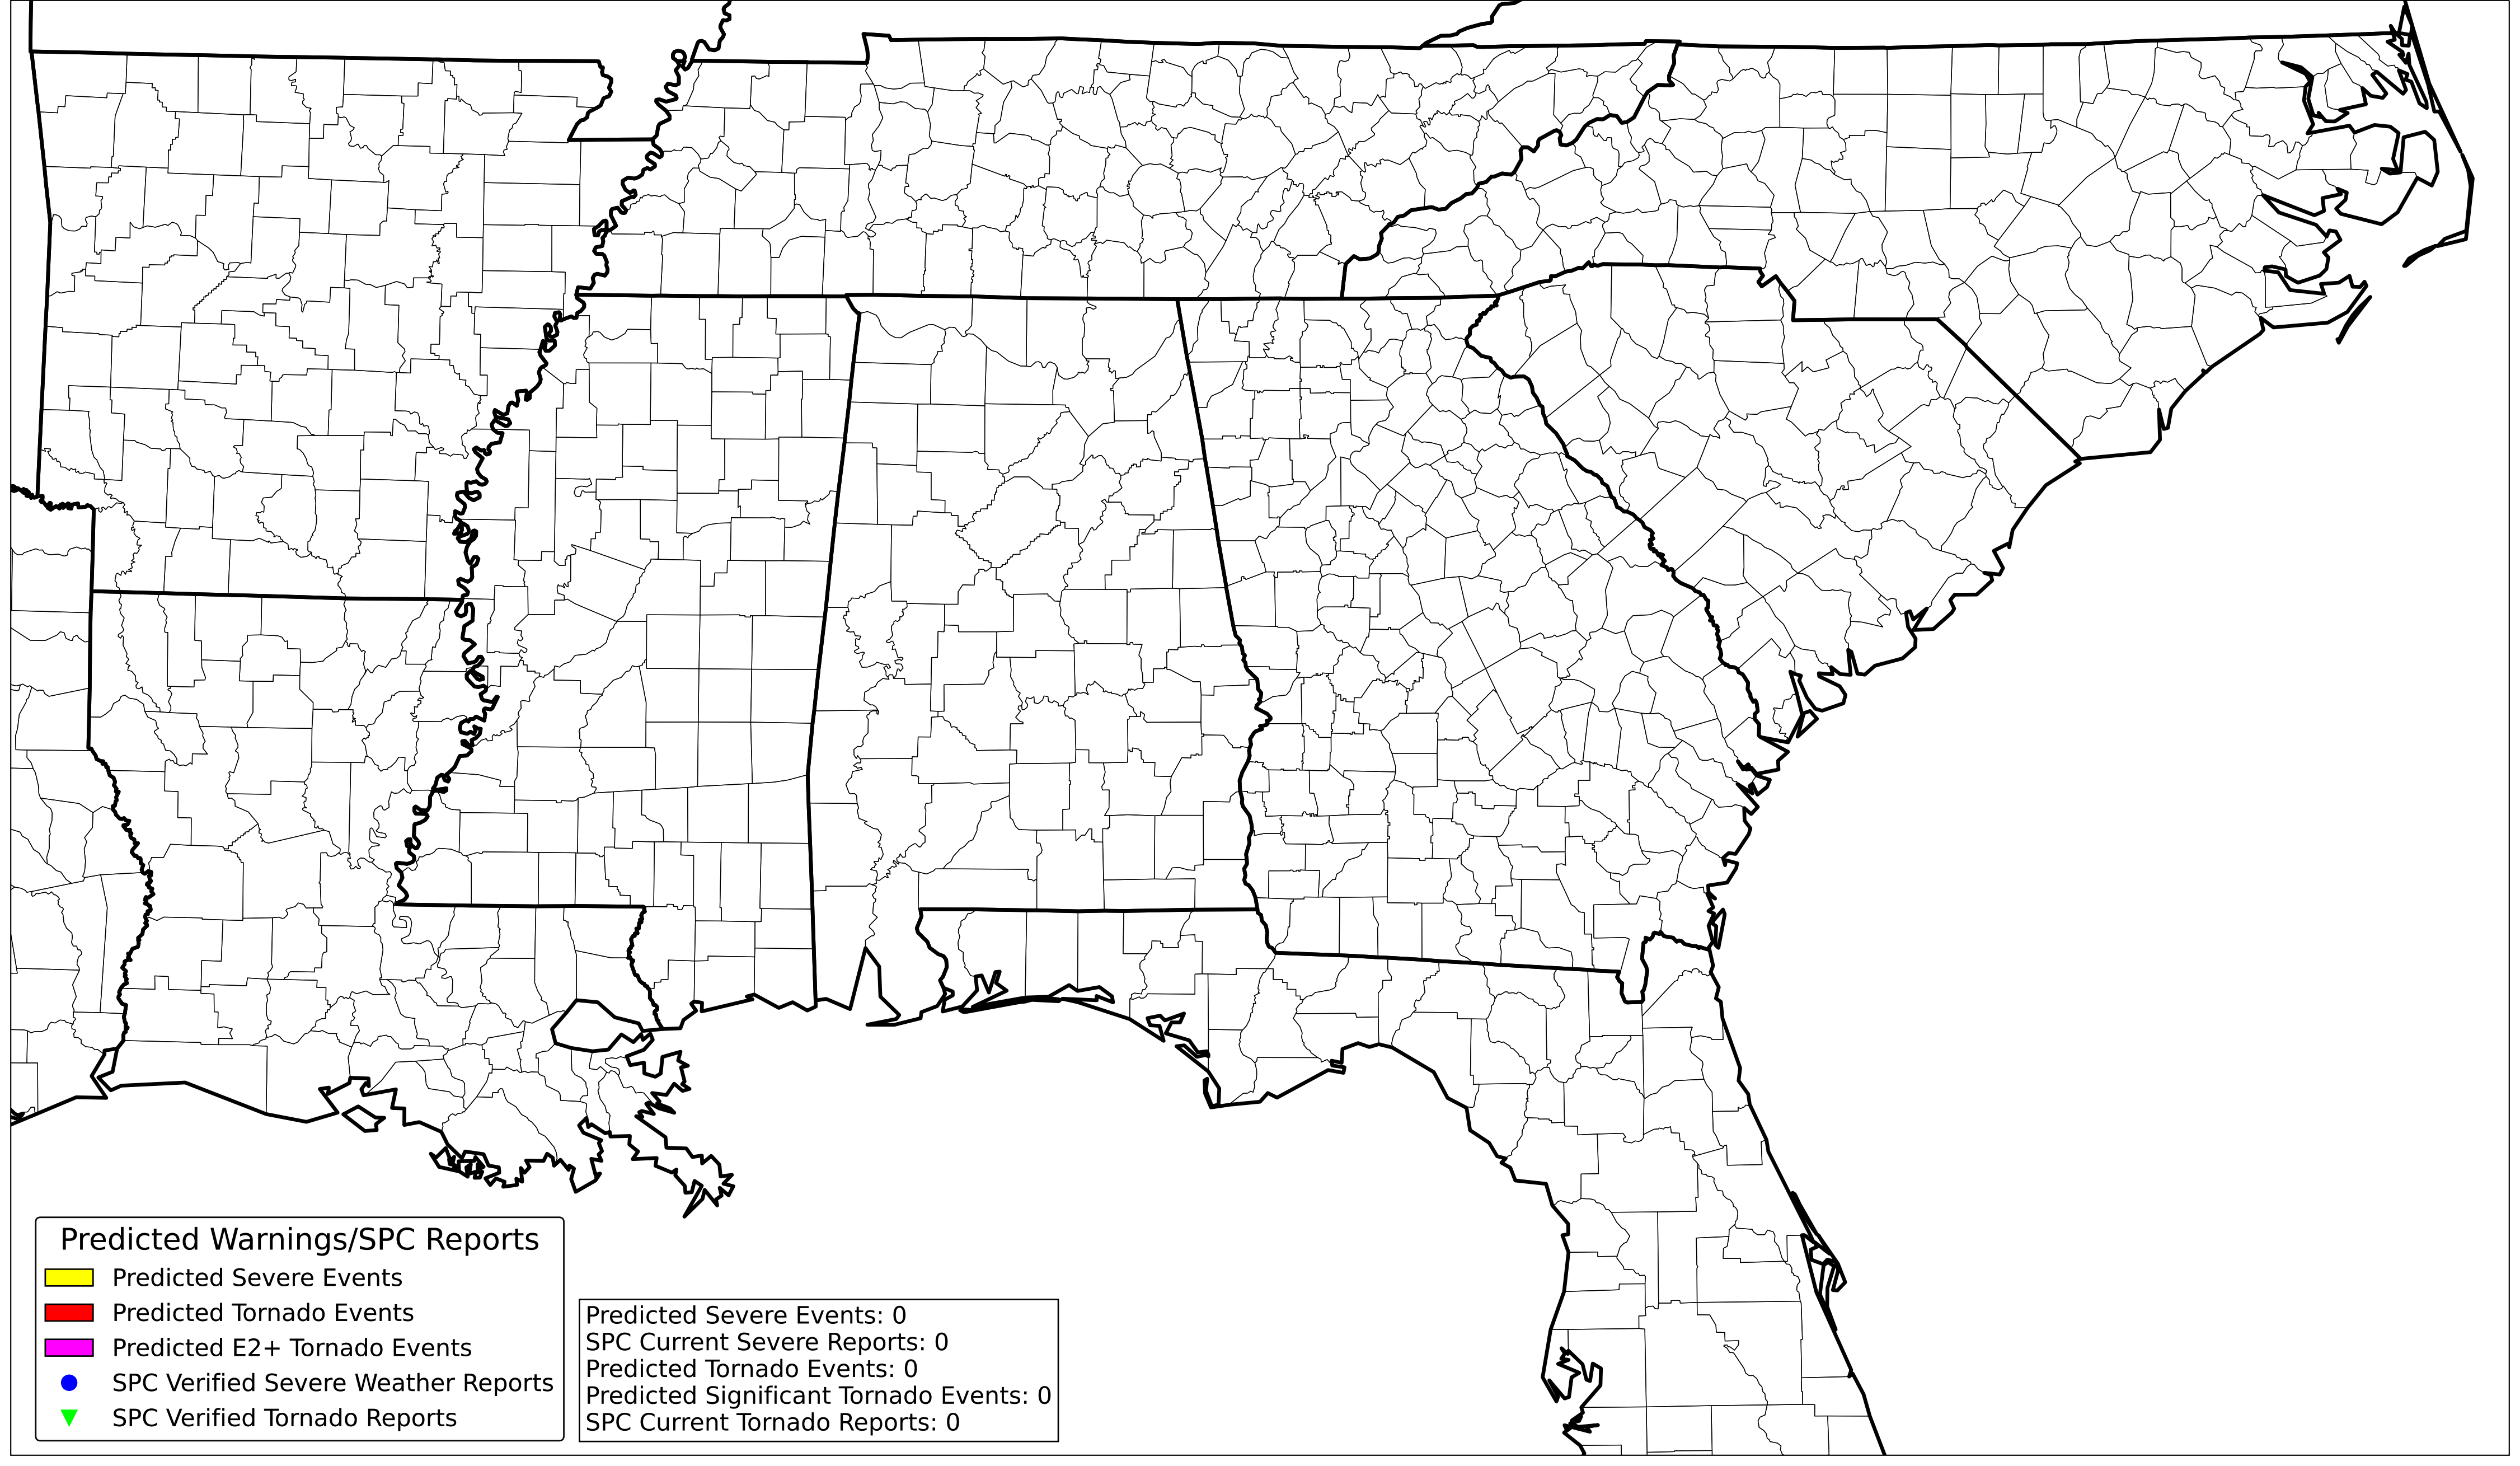 Predicted Warnings/SPC Reports
Predicted Severe Events
Predicted Tornado Events
Predicted E2+ Tornado Events
SPC Verified Severe Weather Reports
SPC Verified Tornado Reports
Predicted Severe Events: 0
SPC Current Severe Reports: 0
Predicted Tornado Events: 0
Predicted Significant Tornado Events: 0
SPC Current Tornado Reports: 0